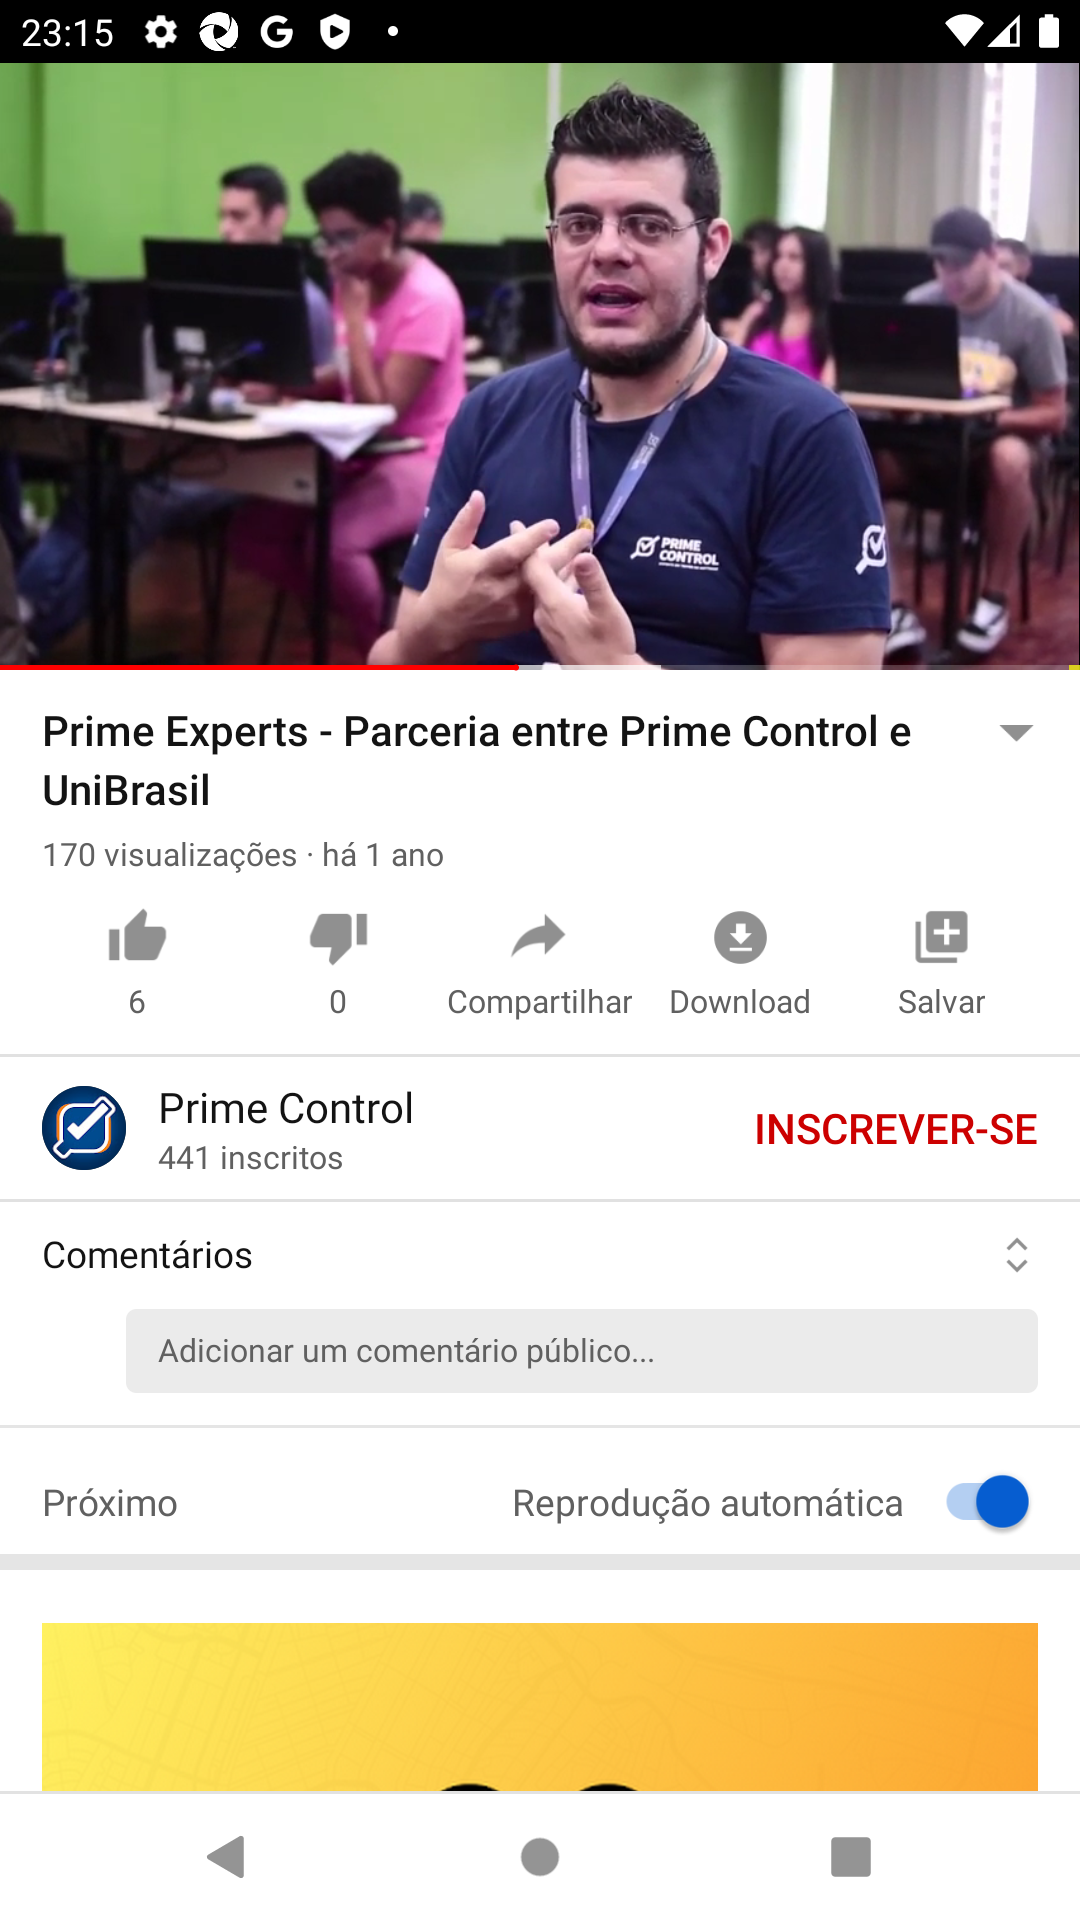 23:15
PRIME
CONTROL
Prime Experts - Parceria entre Prime Control e
UniBrasil
170 visualizações · há 1 ano
6
0
Compartilhar
Download
Salvar
Prime Control
INSCREVER-SE
441 inscritos
Comentários
Adicionar um comentário público...
Próximo
Reprodução automática